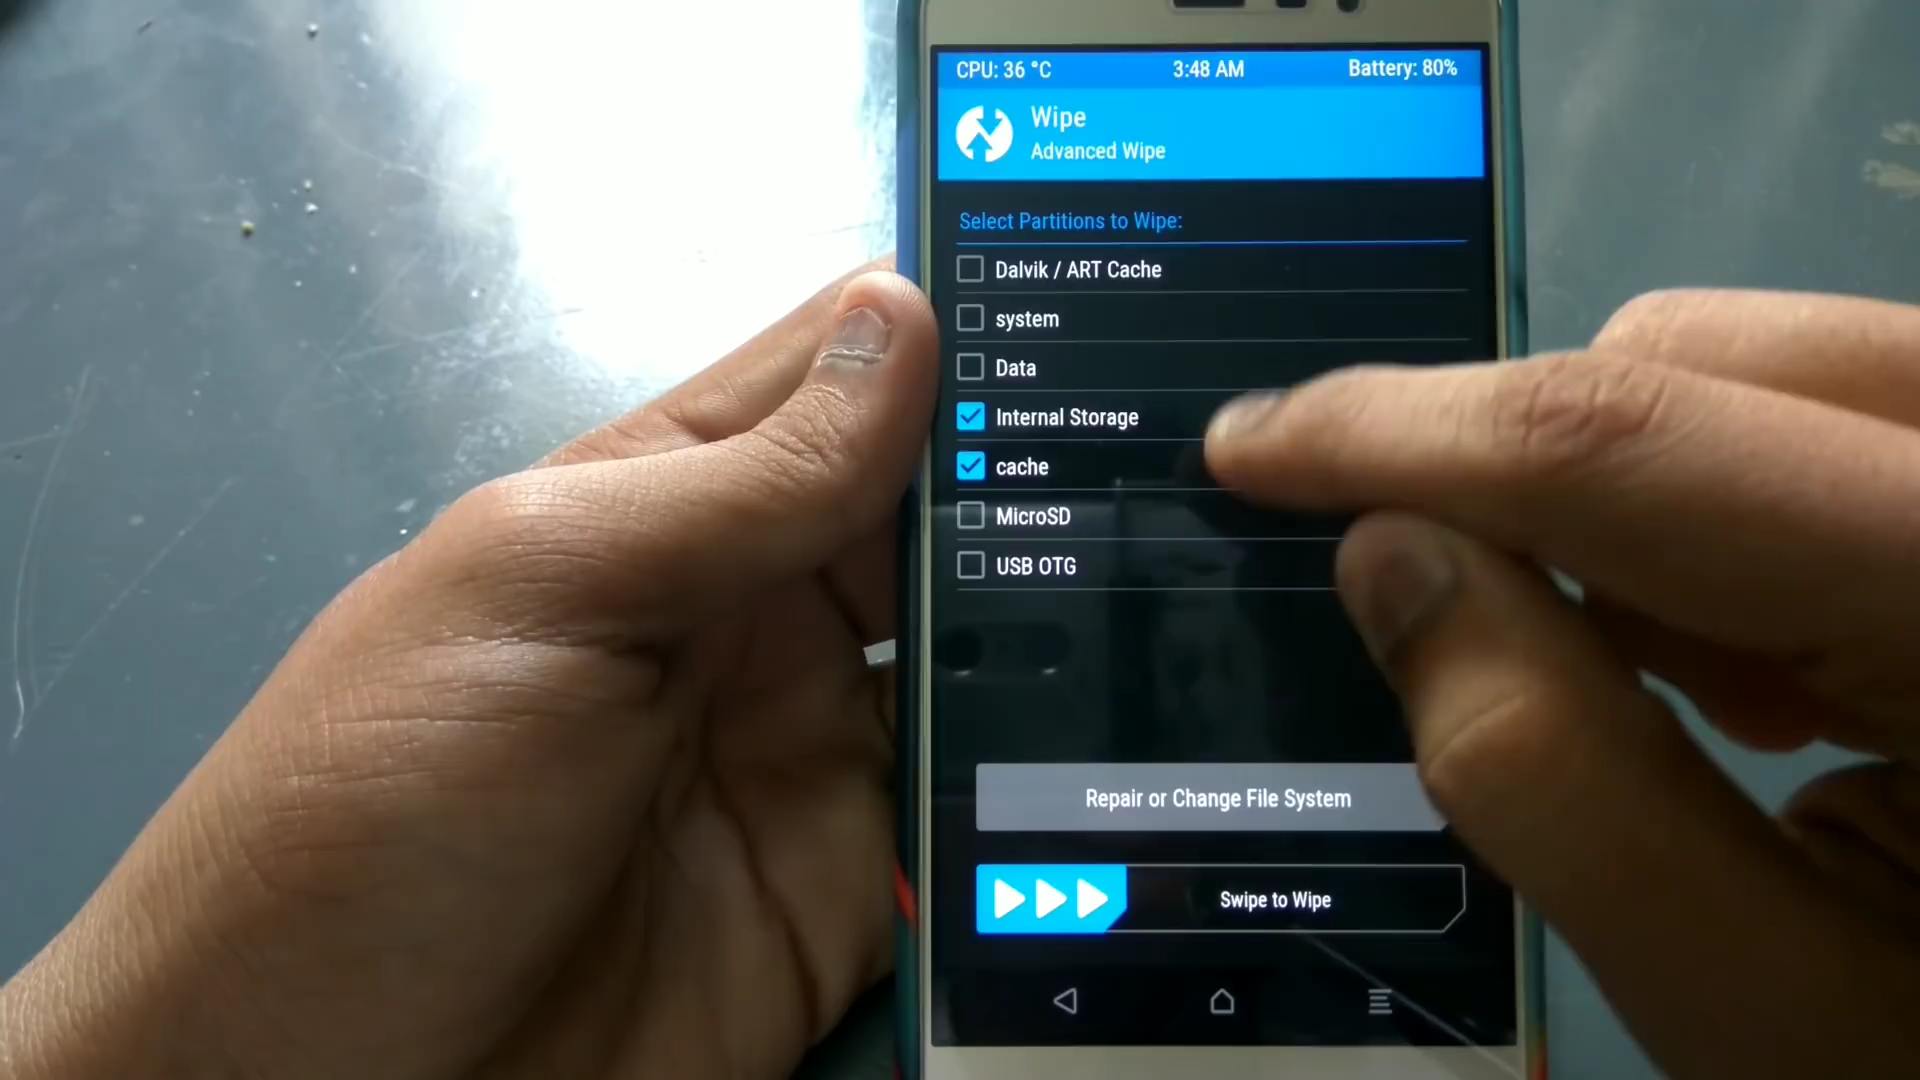 CPU: 36 °C 3:48 AM Battery: 80%
Wipe
Advanced Wipe
Select Partitions to Wipe:
Dalvik / ART Cache
system
Data
Internal Storage
cache
MicroSD
USB OTG
Repair or Change File System
Swipe to Wipe